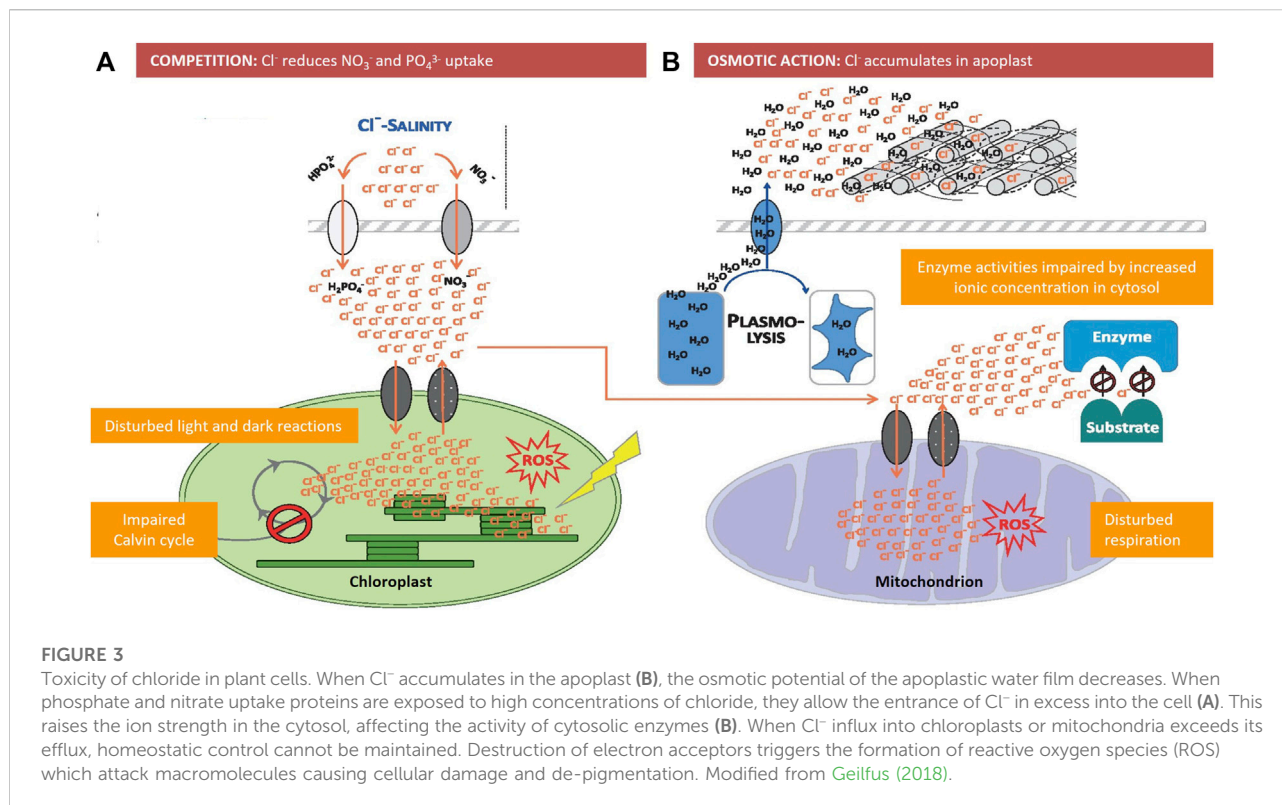 A
COMPETITION: Cl⁻ reduces NO₃⁻ and PO₄³⁻ uptake
Cl⁻-SALINITY
HPO₄²⁻
Cl⁻ Cl⁻
NO₃⁻
H₂PO₄⁻
NO₃⁻
Disturbed light and dark reactions
ROS
Impaired
Calvin cycle
Chloroplast
B
OSMOTIC ACTION: Cl⁻ accumulates in apoplast
H₂O
Cl⁻
Enzyme activities impaired by increased
ionic concentration in cytosol
H₂O
PLASMO-
LYSIS
H₂O
H₂O
Enzyme
Substrate
ROS
Disturbed
respiration
Mitochondrion
FIGURE 3
Toxicity of chloride in plant cells. When Cl⁻ accumulates in the apoplast (B), the osmotic potential of the apoplastic water film decreases. When
phosphate and nitrate uptake proteins are exposed to high concentrations of chloride, they allow the entrance of Cl⁻ in excess into the cell (A). This
raises the ion strength in the cytosol, affecting the activity of cytosolic enzymes (B). When Cl⁻ influx into chloroplasts or mitochondria exceeds its
efflux, homeostatic control cannot be maintained. Destruction of electron acceptors triggers the formation of reactive oxygen species (ROS)
which attack macromolecules causing cellular damage and de-pigmentation. Modified from Geilfus (2018).